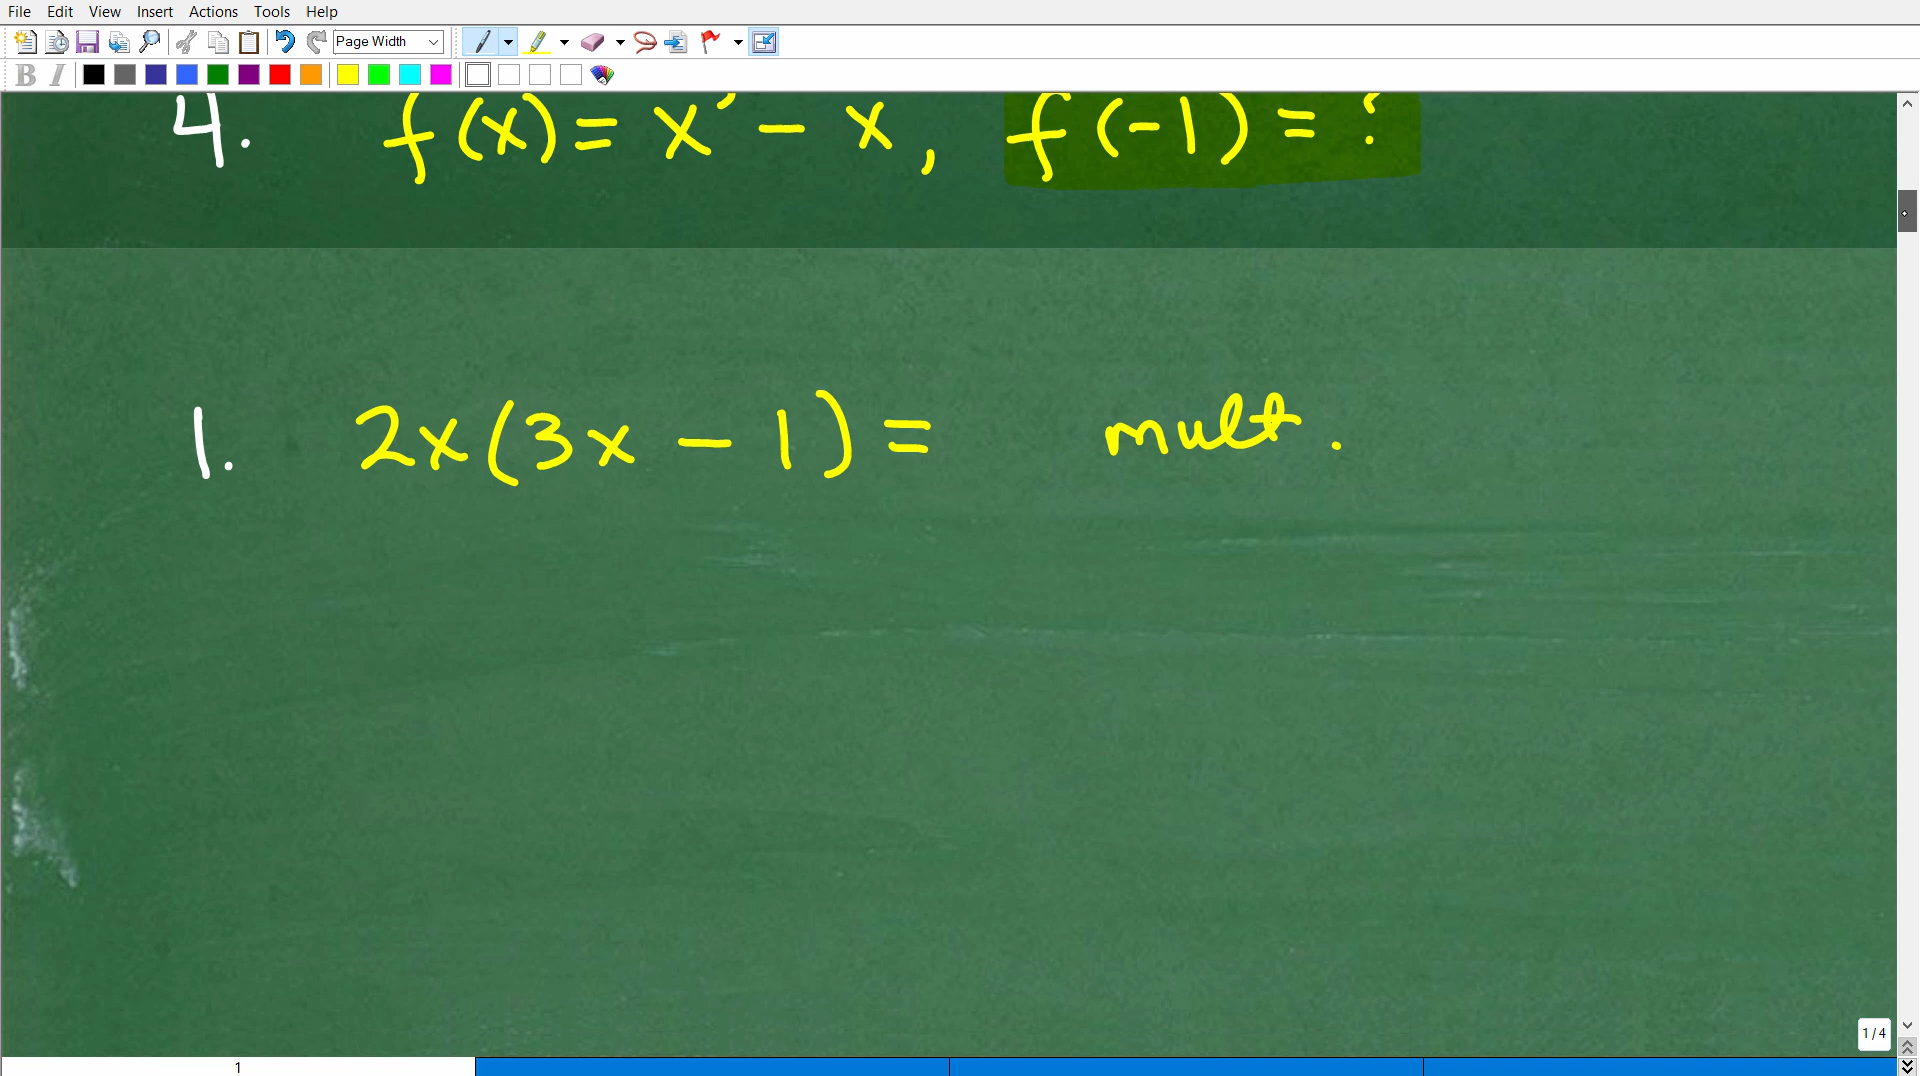 File Edit View Insert Actions Tools Help
Page Width
B I
4. f(x) = x - x, f(-1) = ?
1. 2x(3x - 1) = mult.
1 / 4
1